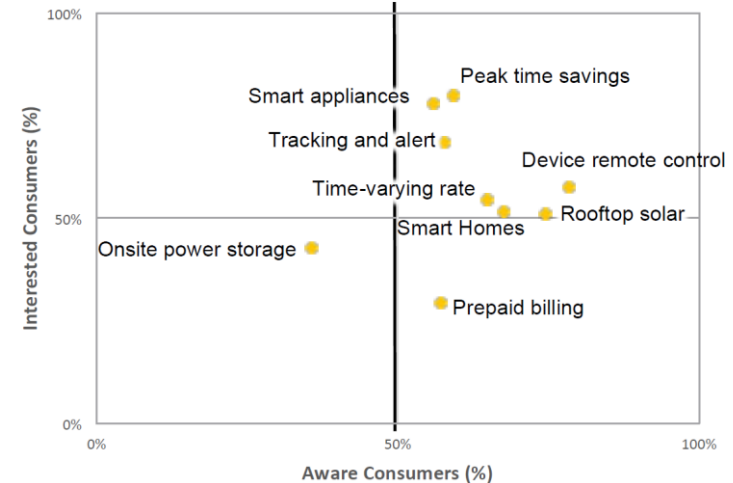 100%
Peak time savings
Smart appliances
Tracking and alert
Device remote control
Time-varying rate
Rooftop solar
50%
Smart Homes
Onsite power storage
Prepaid billing
Interested Consumers (%)
0%
0%
50%
100%
Aware Consumers (%)